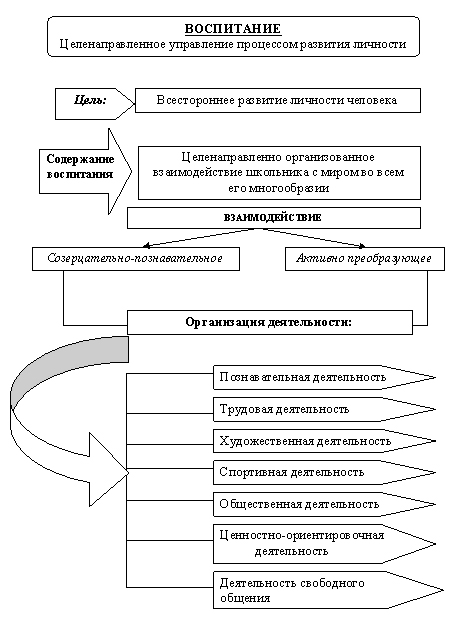 ВОСПИТАНИЕ
Целенаправленное управление процессом развития личности
Цель:
Всестороннее развитие личности человека
Содержание
воспитания
Целенаправленно организованное
взаимодействие школьника с миром во всем
его многообразии
ВЗАИМОДЕЙСТВИЕ
Созерцательно-познавательное
Активно преобразующее
Организация деятельности:
Познавательная деятельность
Трудовая деятельность
Художественная деятельность
Спортивная деятельность
Общественная деятельность
Ценностно-ориентировочная
деятельность
Деятельность свободного
общения